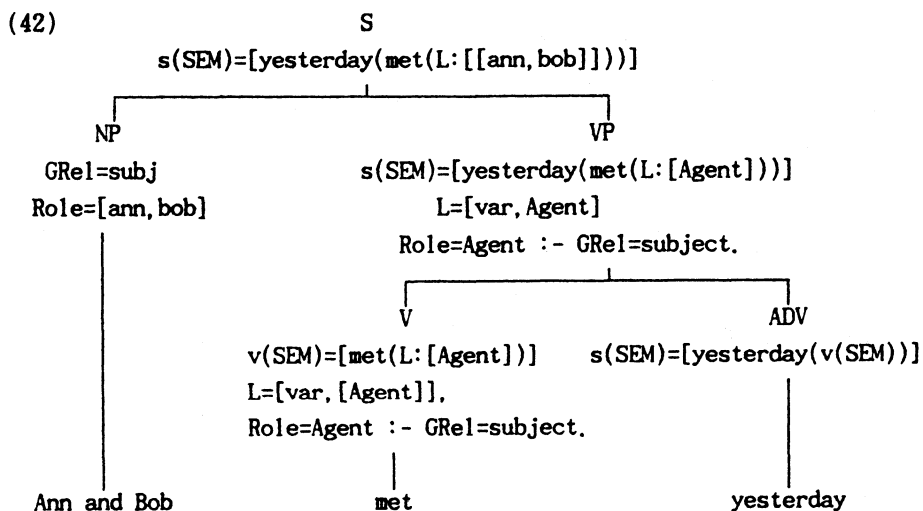 (42) S
s(SEM)=[yesterday(met(L:[[ann,bob]]))]
NP VP
GRel=subj s(SEM)=[yesterday(met(L:[Agent]))]
Role=[ann,bob] L=[var,Agent]
Role=Agent :- GRel=subject.
V ADV
v(SEM)=[met(L:[Agent])] s(SEM)=[yesterday(v(SEM))]
L=[var,[Agent]],
Role=Agent :- GRel=subject.
Ann and Bob met yesterday